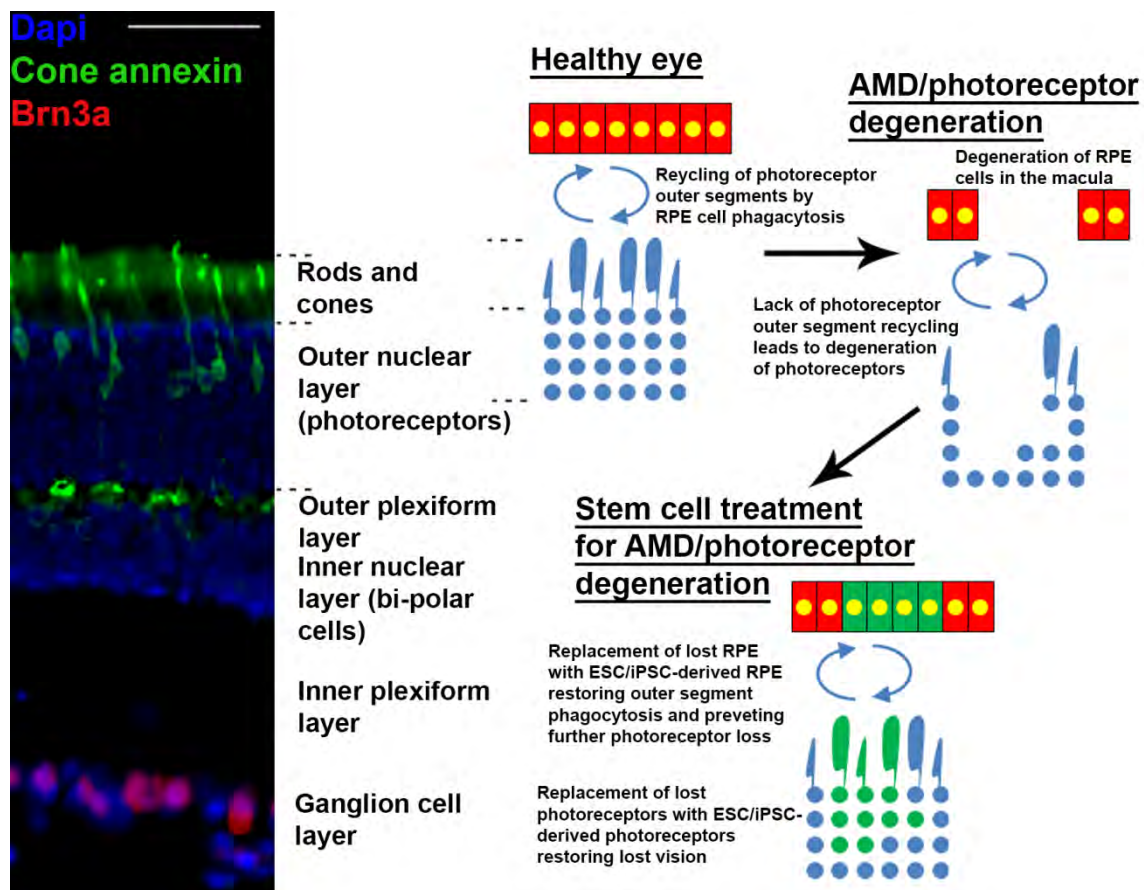 Dapi
Cone annexin
Brn3a
Rods and
cones
Outer nuclear
layer
(photoreceptors)
Outer plexiform
layer
Inner nuclear
layer (bi-polar
cells)
Inner plexiform
layer
Ganglion cell
layer
Healthy eye
Reycling of photoreceptor
outer segments by
RPE cell phagacytosis
AMD/photoreceptor
degeneration
Degeneration of RPE
cells in the macula
Lack of photoreceptor
outer segment recycling
leads to degeneration
of photoreceptors
Stem cell treatment
for AMD/photoreceptor
degeneration
Replacement of lost RPE
with ESC/iPSC-derived RPE
restoring outer segment
phagocytosis and preveting
further photoreceptor loss
Replacement of lost
photoreceptors with ESC/iPSC-
derived photoreceptors
restoring lost vision